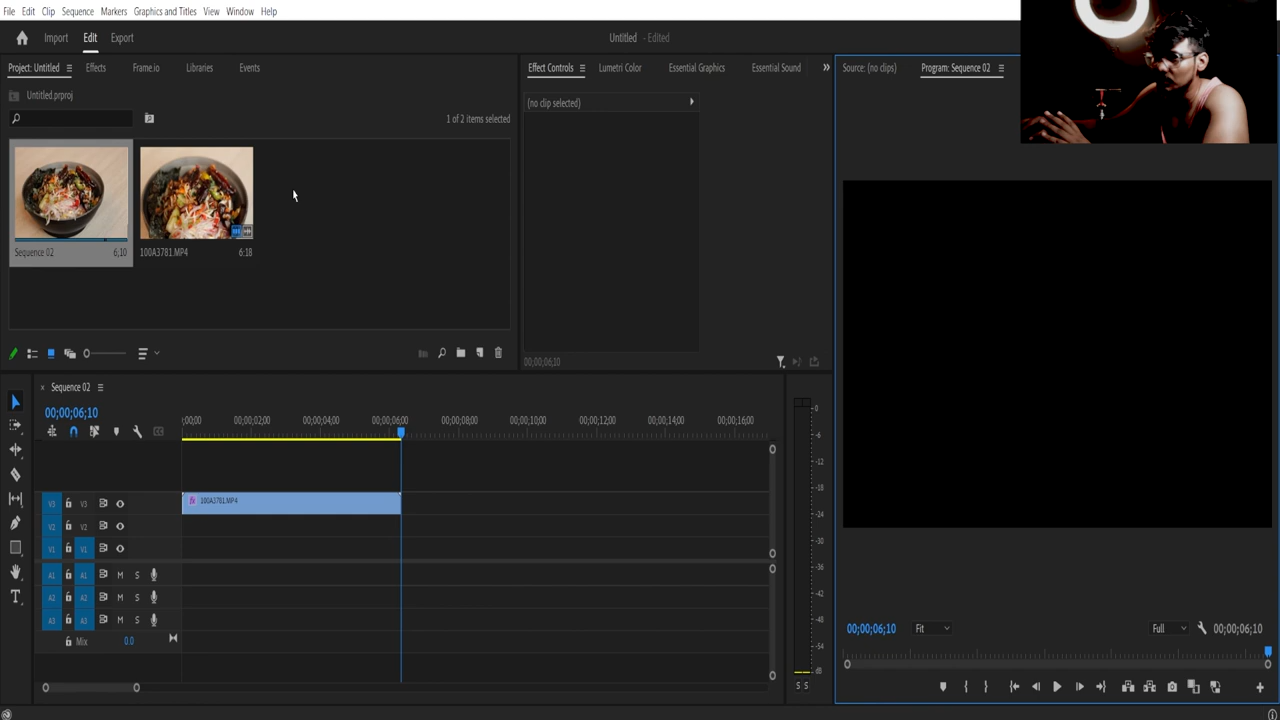 File Edit Clip Sequence Markers Graphics and Titles View Window Help
Import Edit Export
Untitled - Edited
Project: Untitled Effects Frame.io Libraries Events
Effect Controls Lumetri Color Essential Graphics Essential Sound
Source: (no clips) Program: Sequence 02
Untitled.prproj
(no clip selected)
1 of 2 items selected
Sequence 02 6;10
100A3781.MP4 6:18
00;00;06;10
Sequence 02
00;00;06;10
;00;00 00;00;02;00 00;00;04;00 00;00;06;00 00;00;08;00 00;00;10;00 00;00;12;00 00;00;14;00 00;00;16;00
fx 100A3781.MP4
V3 V3
V2 V2
V1 V1
A1 A1 M S
A2 A2 M S
A3 A3 M S
Mix 0.0
0
-6
-12
-18
-24
-30
-36
-42
-48
-54
dB
S S
00;00;06;10 Fit Full 00;00;06;10